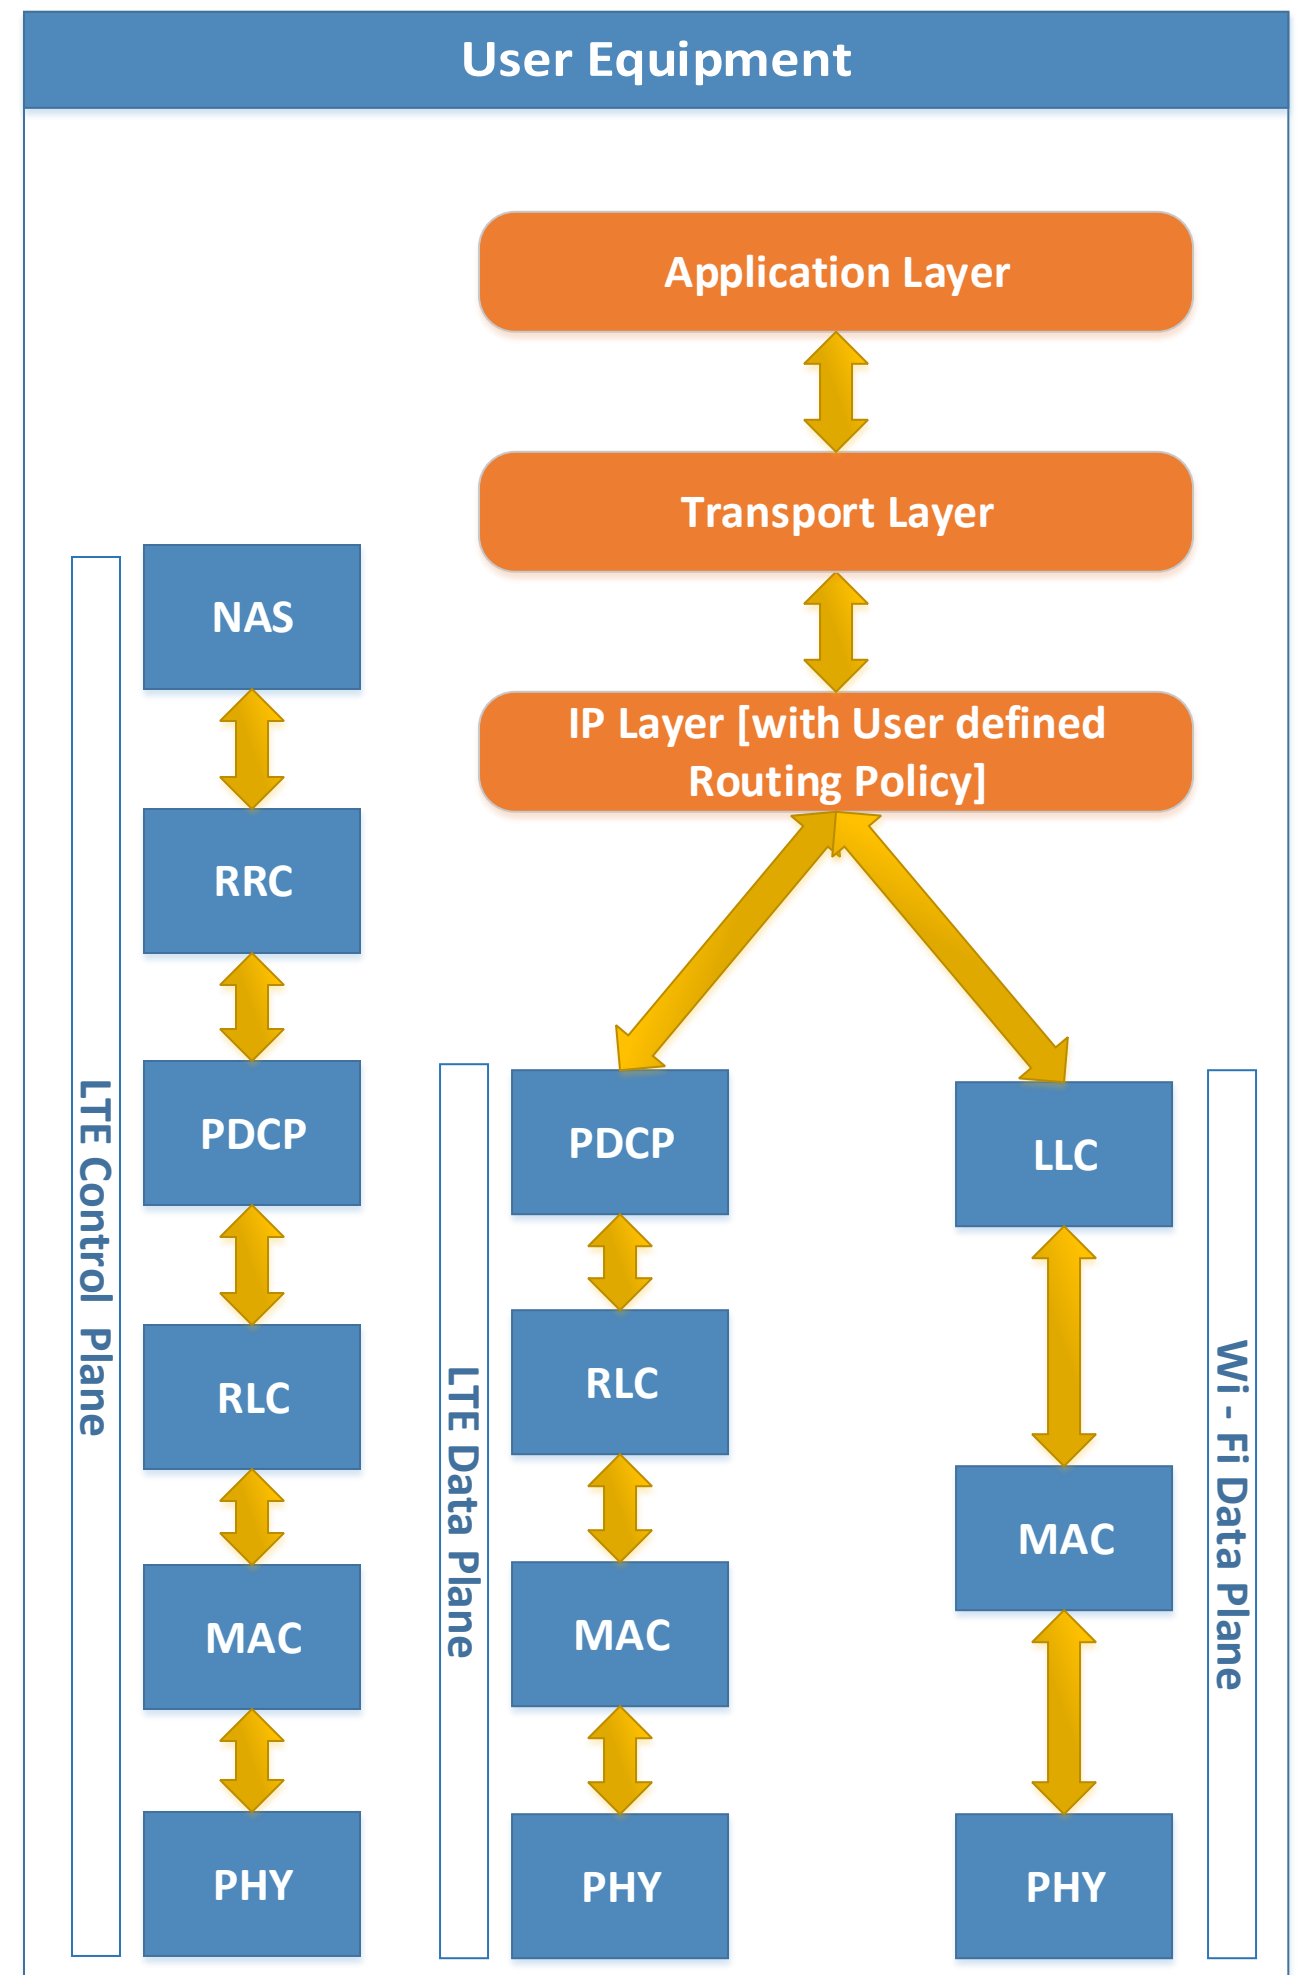 User Equipment
Application Layer
Transport Layer
IP Layer [with User defined
Routing Policy]
LTE Control Plane
NAS
RRC
PDCP
RLC
MAC
PHY
LTE Data Plane
PDCP
RLC
MAC
PHY
LLC
MAC
PHY
Wi - Fi Data Plane